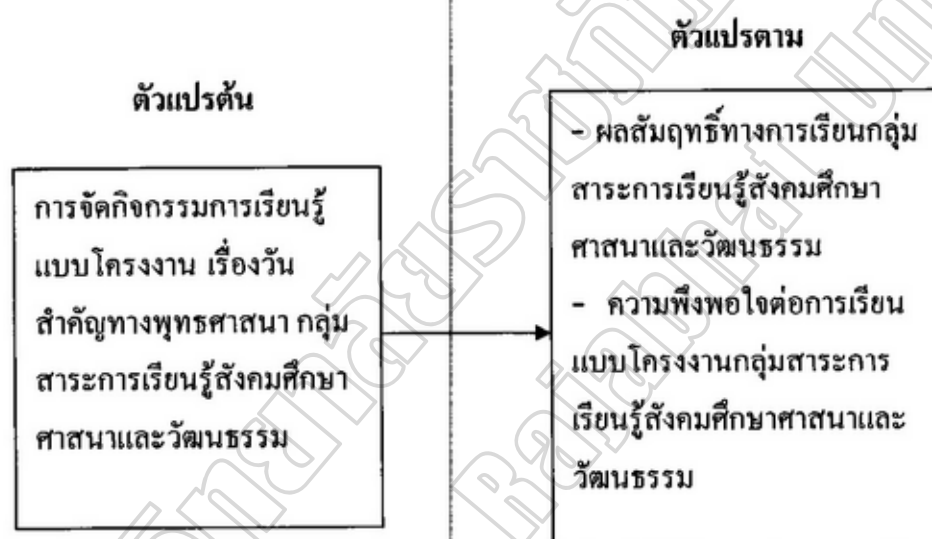 ตัวแปรตาม
ตัวแปรต้น
การจัดกิจกรรมการเรียนรู้
แบบโครงงาน เรื่องวัน
สำคัญทางพุทธศาสนา กลุ่ม
สาระการเรียนรู้สังคมศึกษา
ศาสนาและวัฒนธรรม
- ผลสัมฤทธิ์ทางการเรียนกลุ่ม
สาระการเรียนรู้สังคมศึกษา
ศาสนาและวัฒนธรรม
- ความพึงพอใจต่อการเรียน
แบบโครงงานกลุ่มสาระการ
เรียนรู้สังคมศึกษาศาสนาและ
วัฒนธรรม
Rajabhat